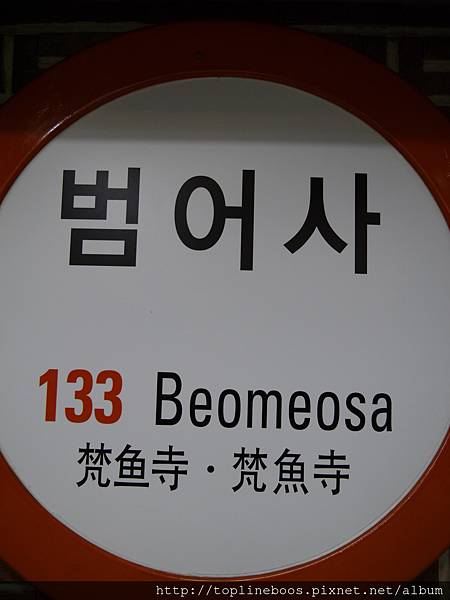 범어사
133 Beomeosa
梵鱼寺·梵魚寺
http://toplineboos.pixnet.net/album